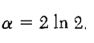 α = 2 ln 2.